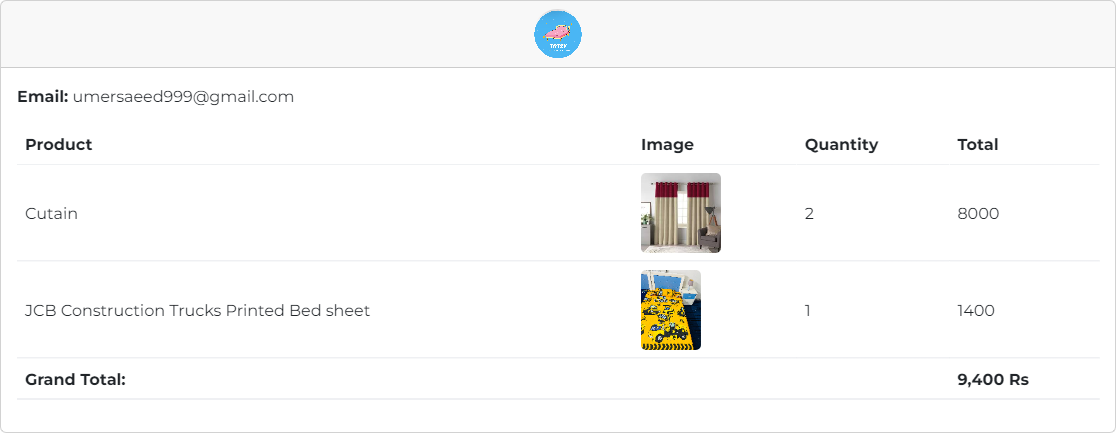 Email: umersaeed999@gmail.com
Product Image Quantity Total
Cutain 2 8000
JCB Construction Trucks Printed Bed sheet 1 1400
Grand Total: 9,400 Rs